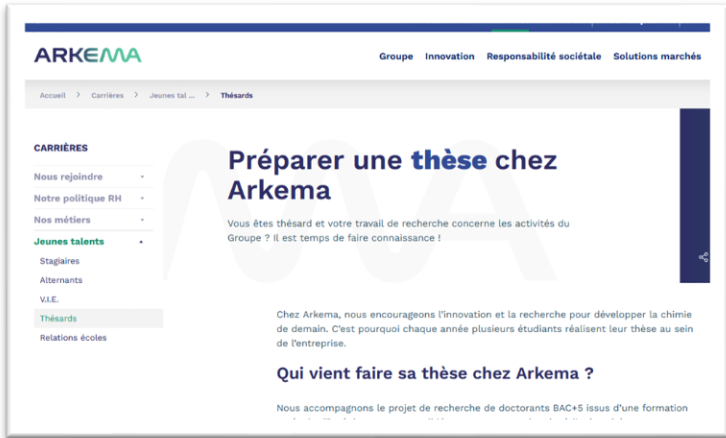 ARKEMA
Groupe Innovation Responsabilité sociétale Solutions marchés
Accueil > Carrières > Jeunes tal ... > Thésards
CARRIÈRES
Nous rejoindre
Notre politique RH
Nos métiers
Jeunes talents
Stagiaires
Alternants
V.I.E.
Thésards
Relations écoles
Préparer une thèse chez
Arkema
Vous êtes thésard et votre travail de recherche concerne les activités du
Groupe ? Il est temps de faire connaissance !
Chez Arkema, nous encourageons l'innovation et la recherche pour développer la chimie
de demain. C'est pourquoi chaque année plusieurs étudiants réalisent leur thèse au sein
de l'entreprise.
Qui vient faire sa thèse chez Arkema ?
Nous accompagnons le projet de recherche de doctorants BAC+5 issus d'une formation